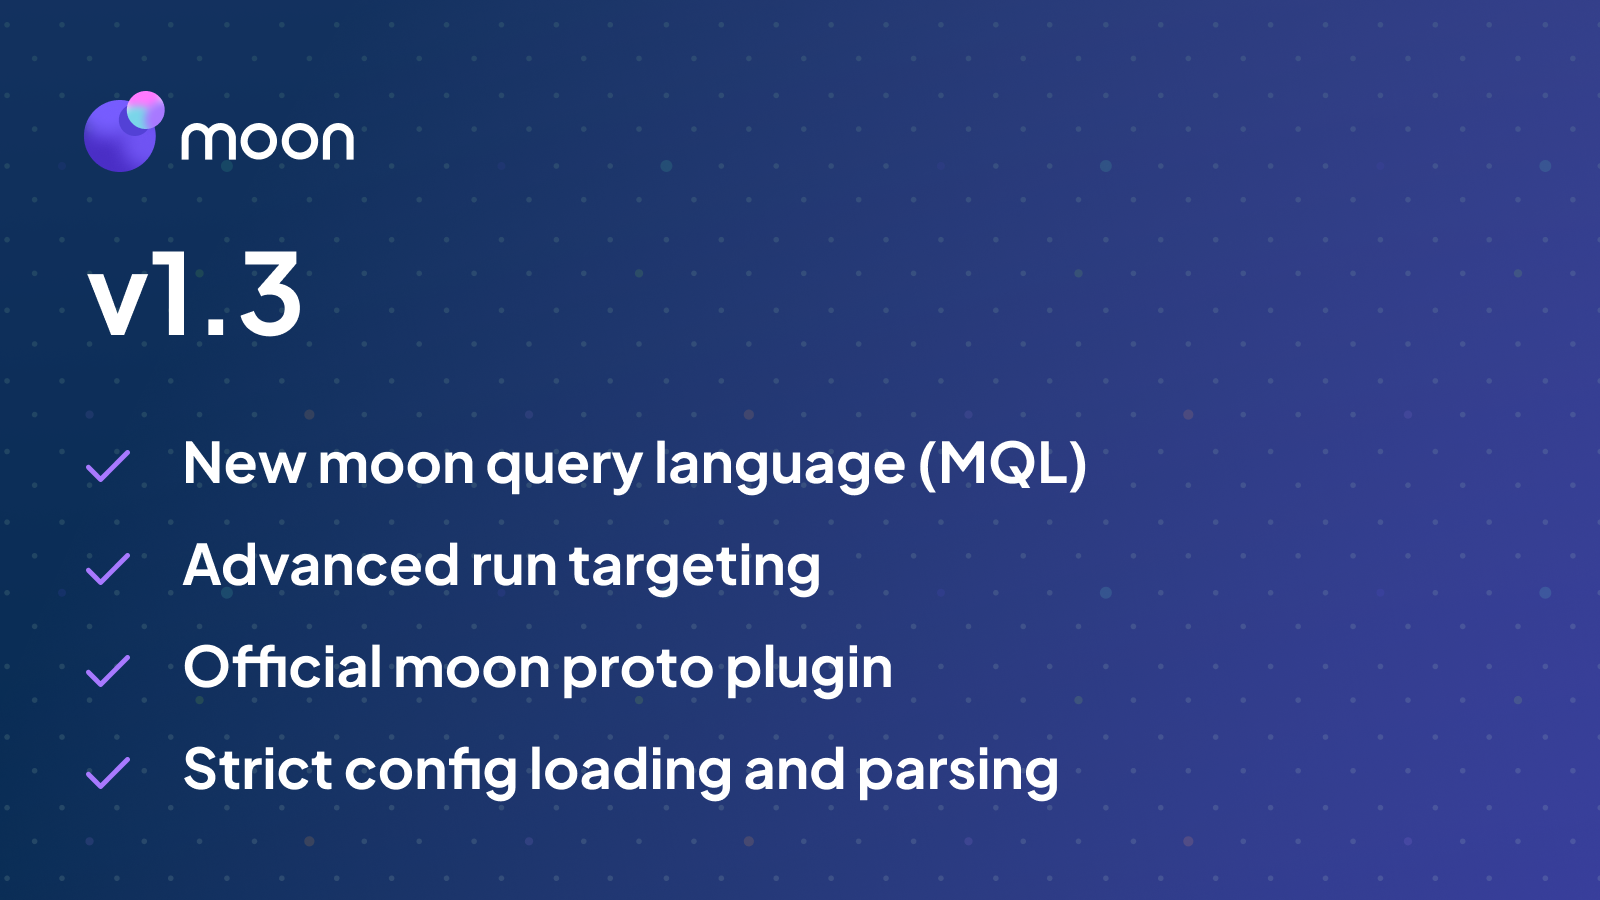 moon
v1.3
New moon query language (MQL)
Advanced run targeting
Official moon proto plugin
Strict config loading and parsing